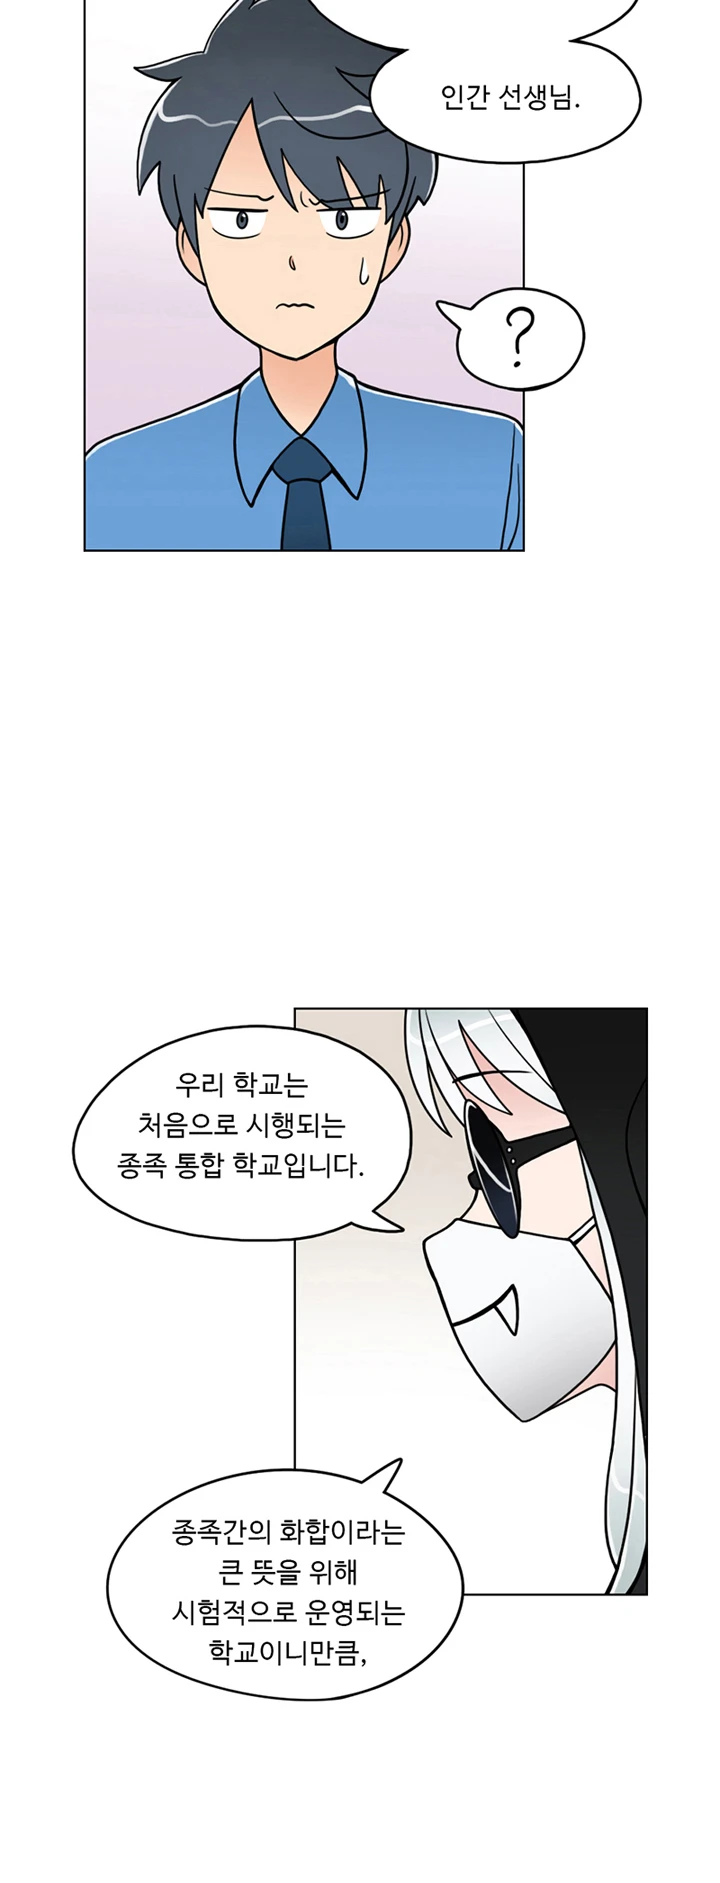 인간 선생님.
?
우리 학교는
처음으로 시행되는
종족 통합 학교입니다.
종족간의 화합이라는
큰 뜻을 위해
시험적으로 운영되는
학교이니만큼,